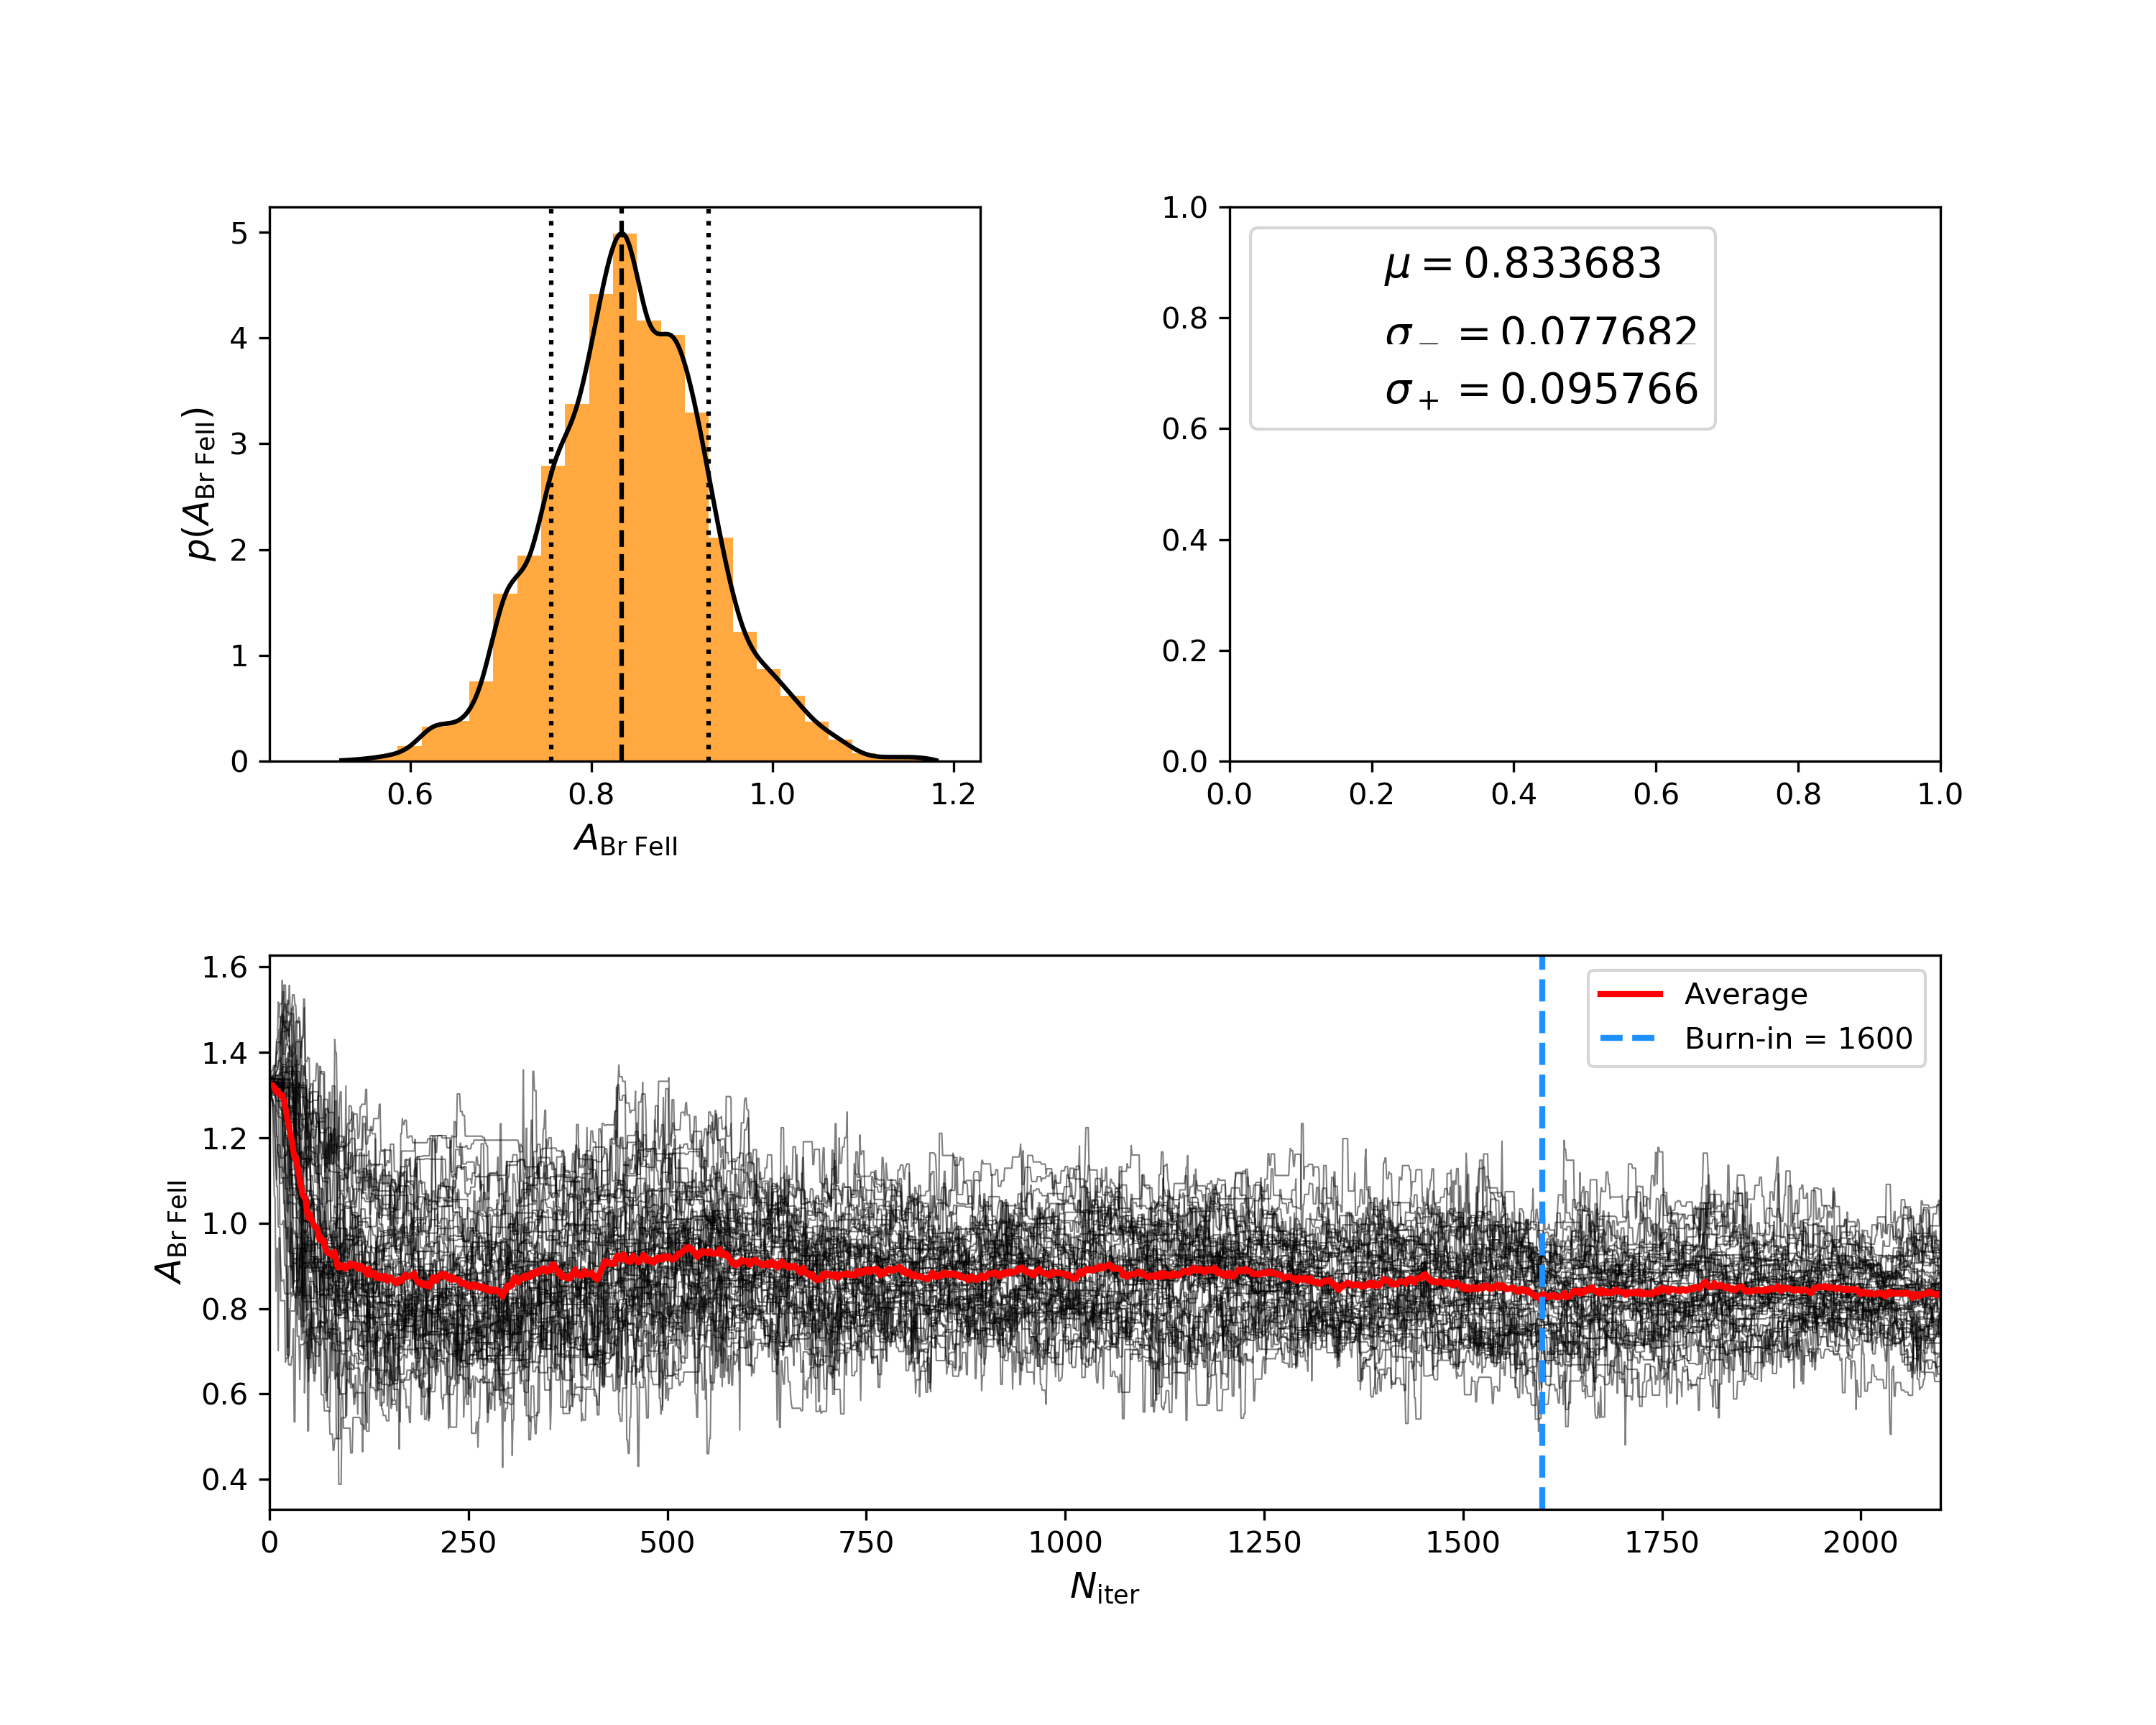 5
4
3
2
1
0
p(A_Br FeII)
0.6 0.8 1.0 1.2
A_Br FeII
1.0
0.8
0.6
0.4
0.2
0.0
0.0 0.2 0.4 0.6 0.8 1.0
μ = 0.833683
σ_− = 0.077682
σ_+ = 0.095766
1.6
1.4
1.2
1.0
0.8
0.6
0.4
A_Br FeII
0 250 500 750 1000 1250 1500 1750 2000
N_iter
Average
Burn-in = 1600